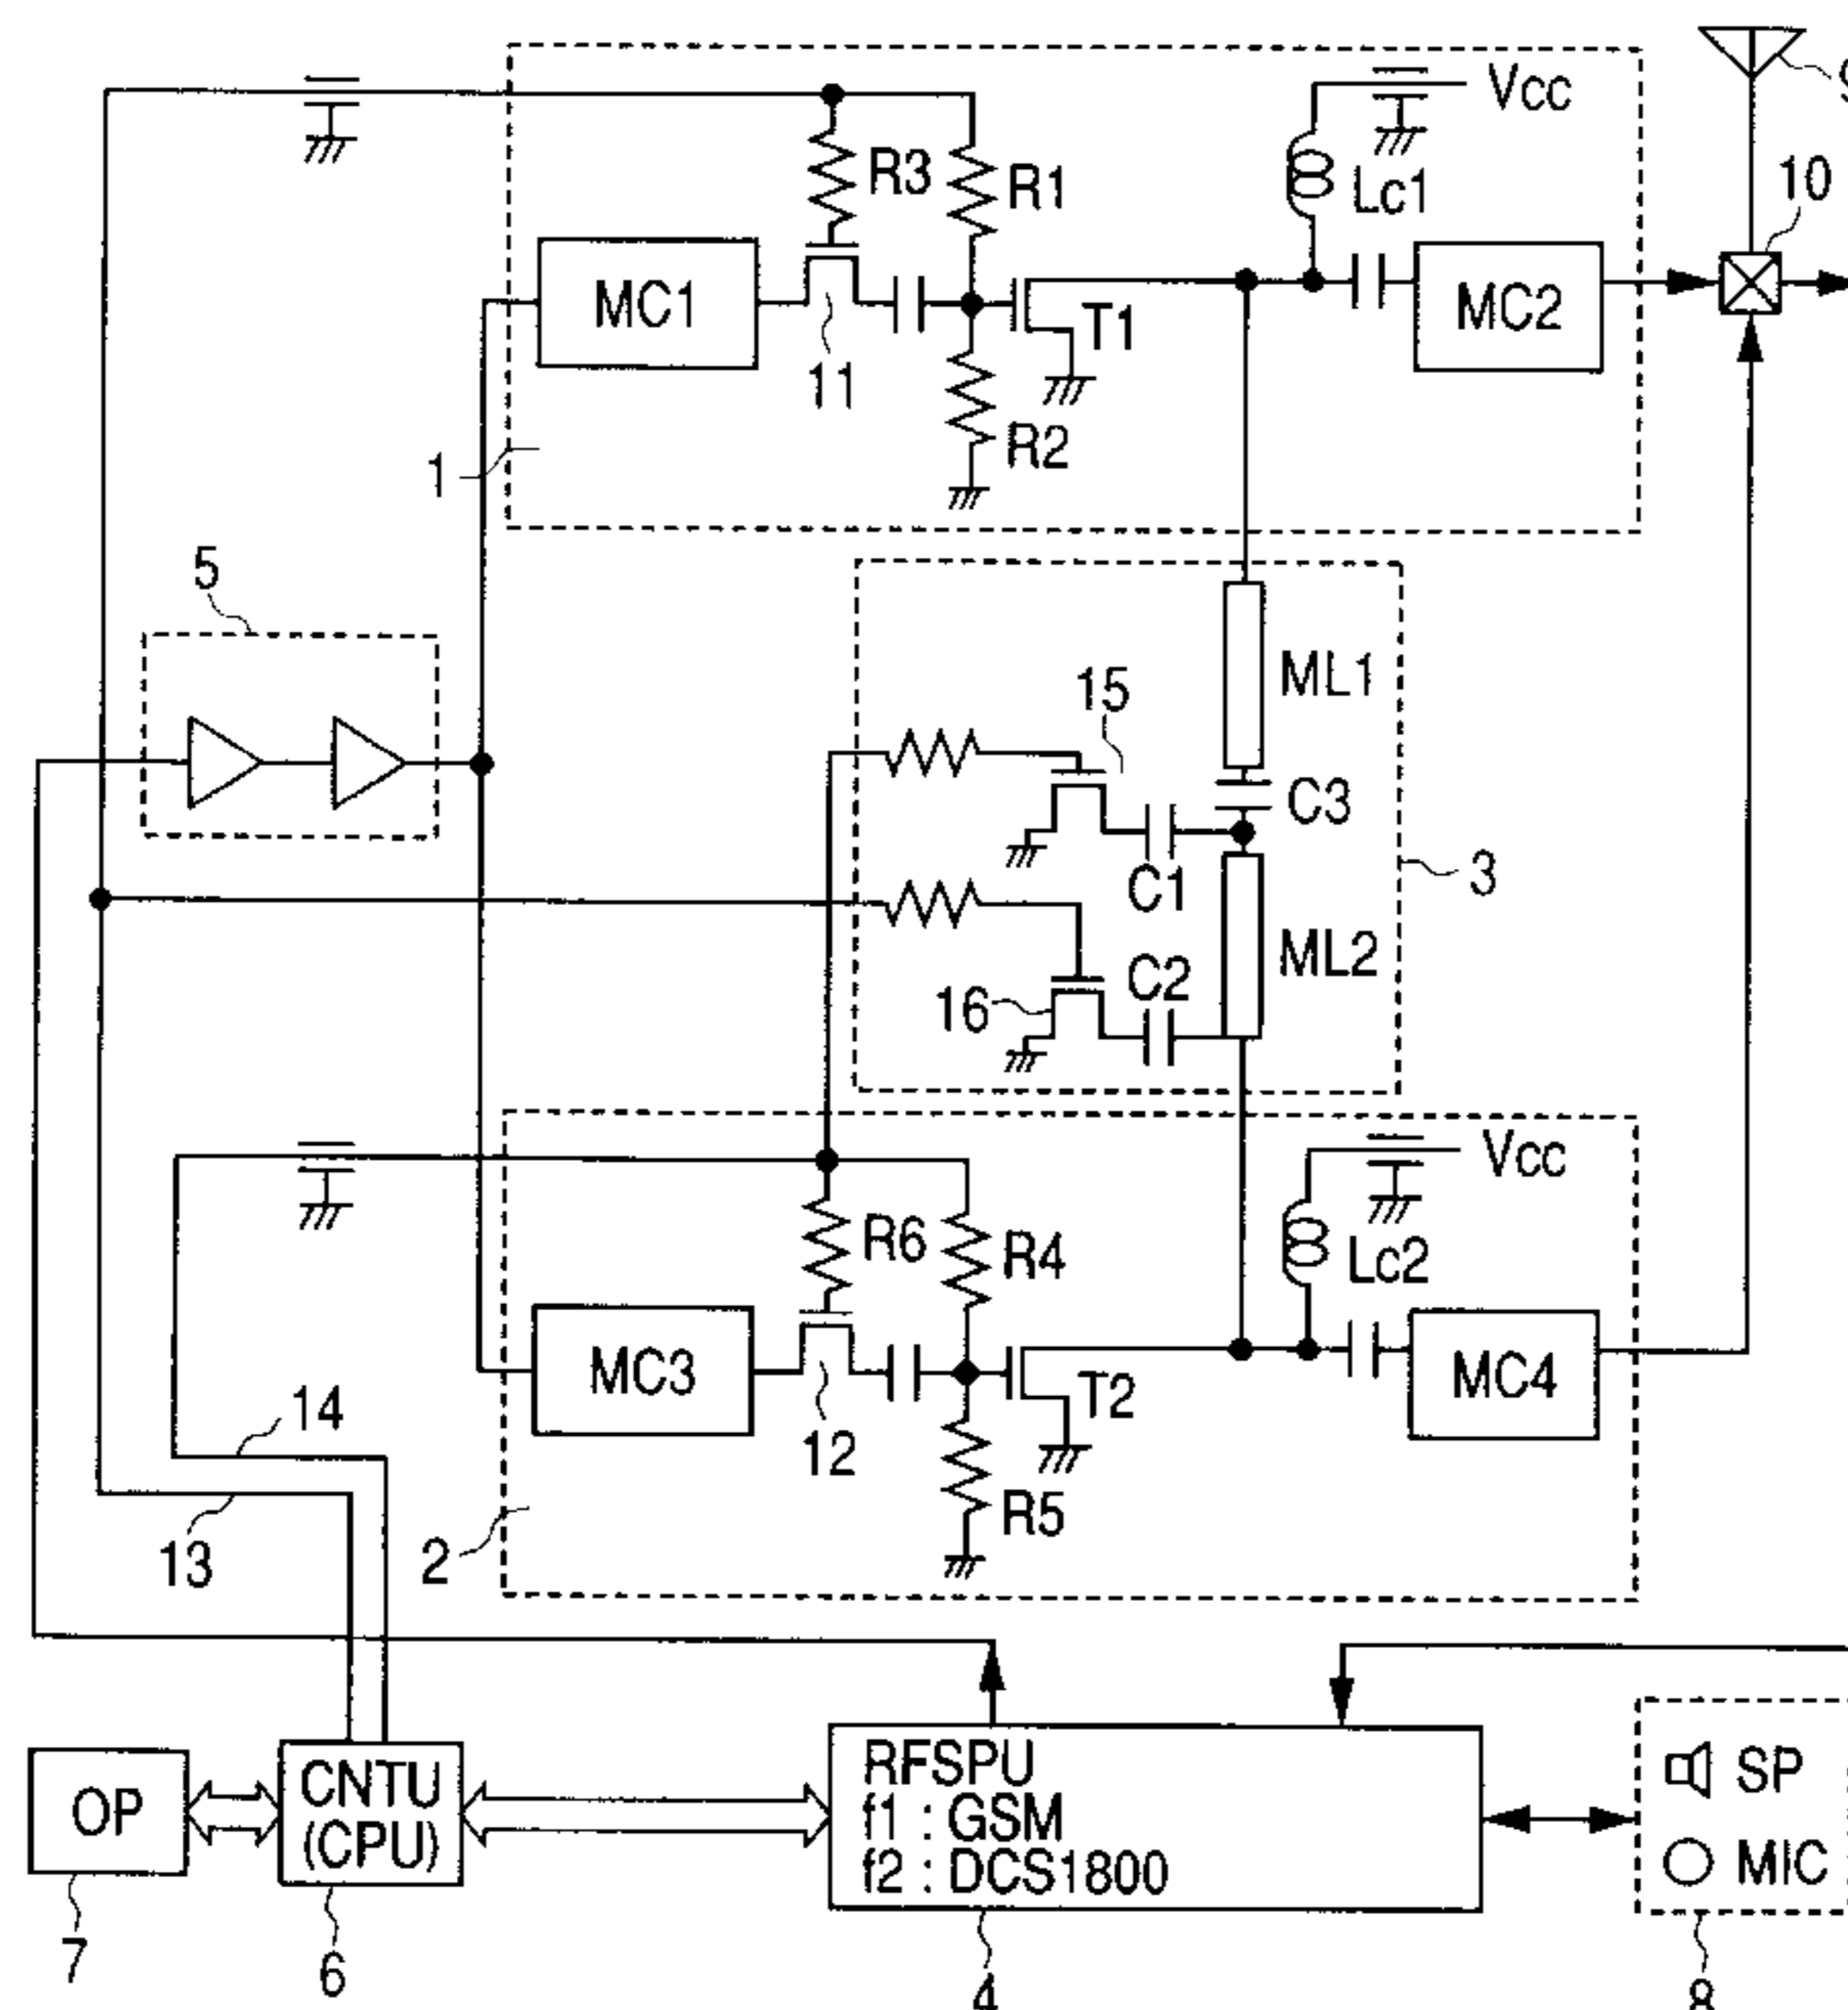 Vcc
9
R3
R1
Lc1
10
MC1
T1
MC2
11
1
R2
5
15
ML1
C3
C1
3
C2
ML2
16
Vcc
R6
R4
Lc2
MC3
T2
MC4
14
12
R5
13
2
RFSPU
f1 : GSM
f2 : DCS1800
OP
CNTU
(CPU)
SP
MIC
7
6
4
8